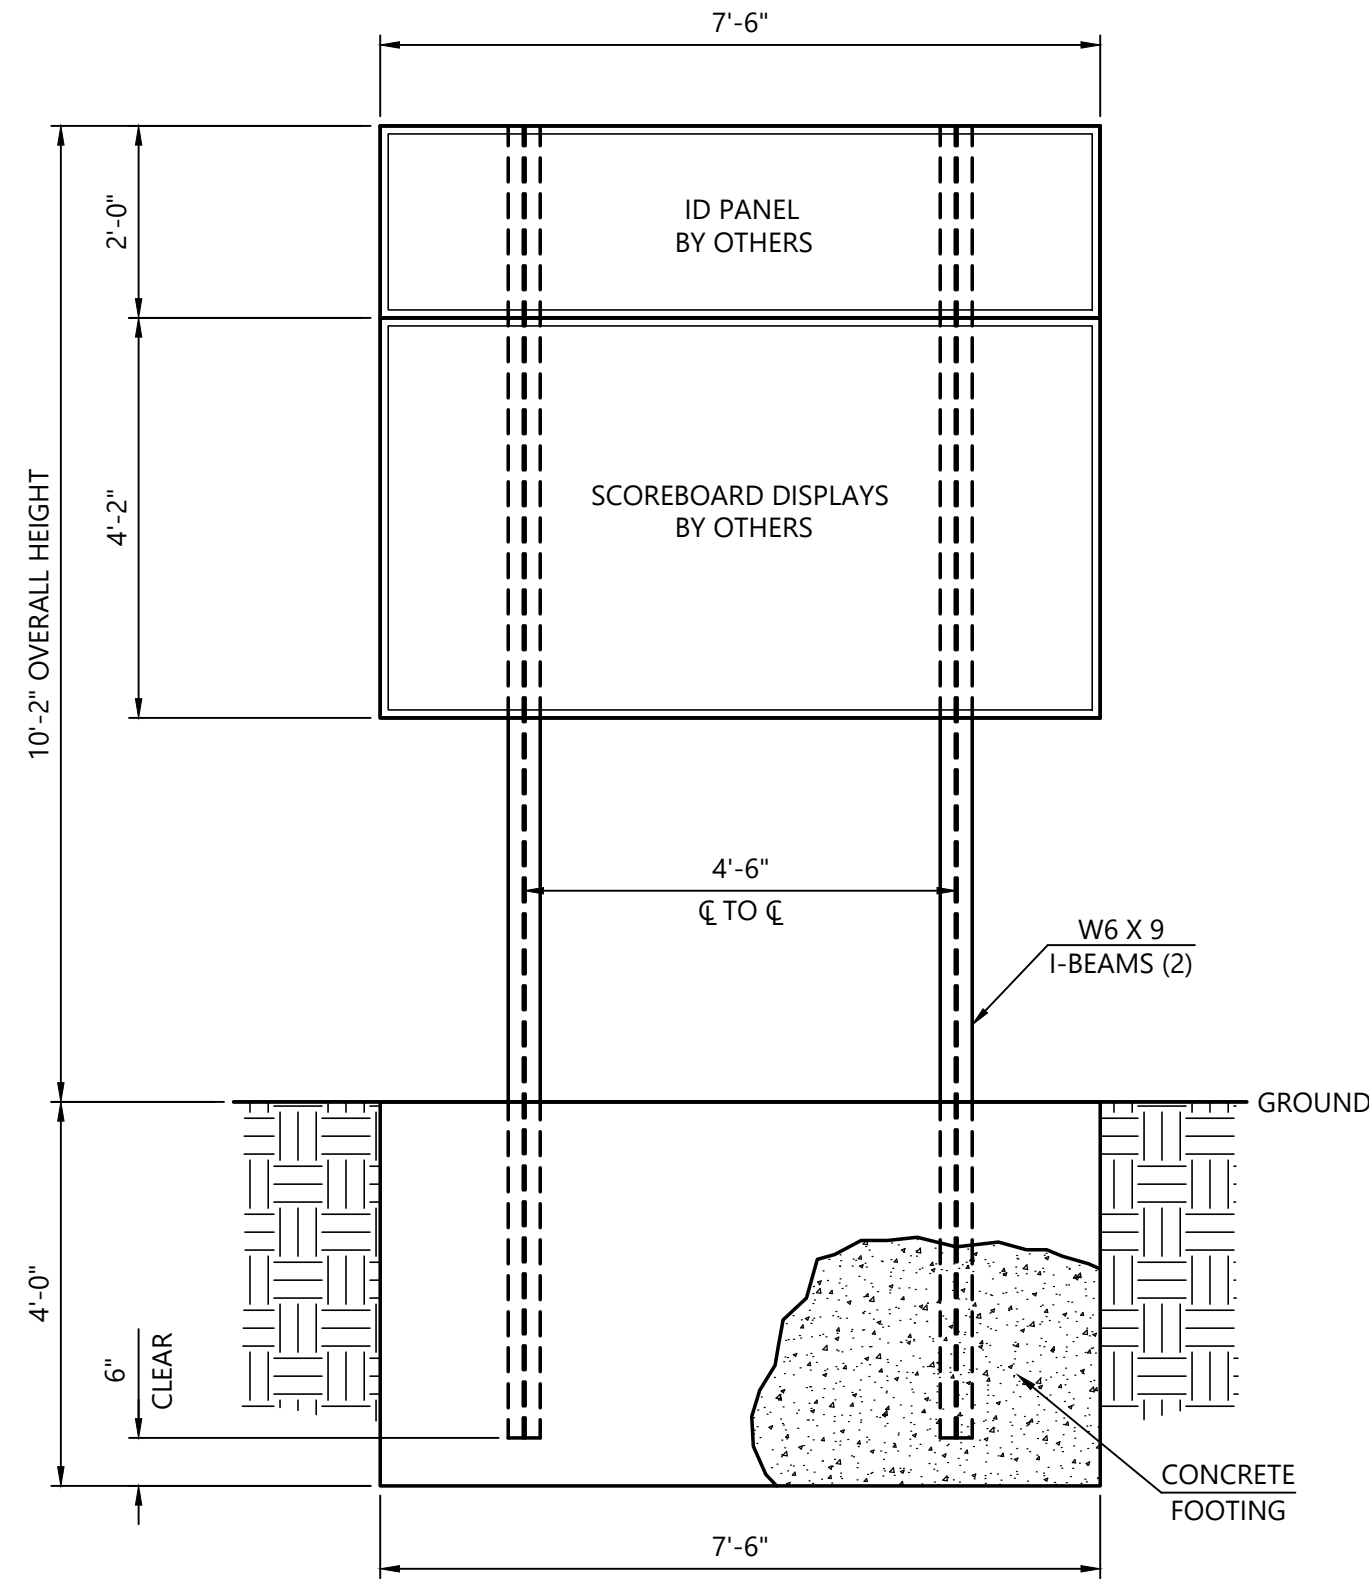 7'-6"
2'-0"
ID PANEL
BY OTHERS
4'-2"
SCOREBOARD DISPLAYS
BY OTHERS
10'-2" OVERALL HEIGHT
4'-6"
℄ TO ℄
W6 X 9
I-BEAMS (2)
GROUND
4'-0"
6"
CLEAR
CONCRETE
FOOTING
7'-6"